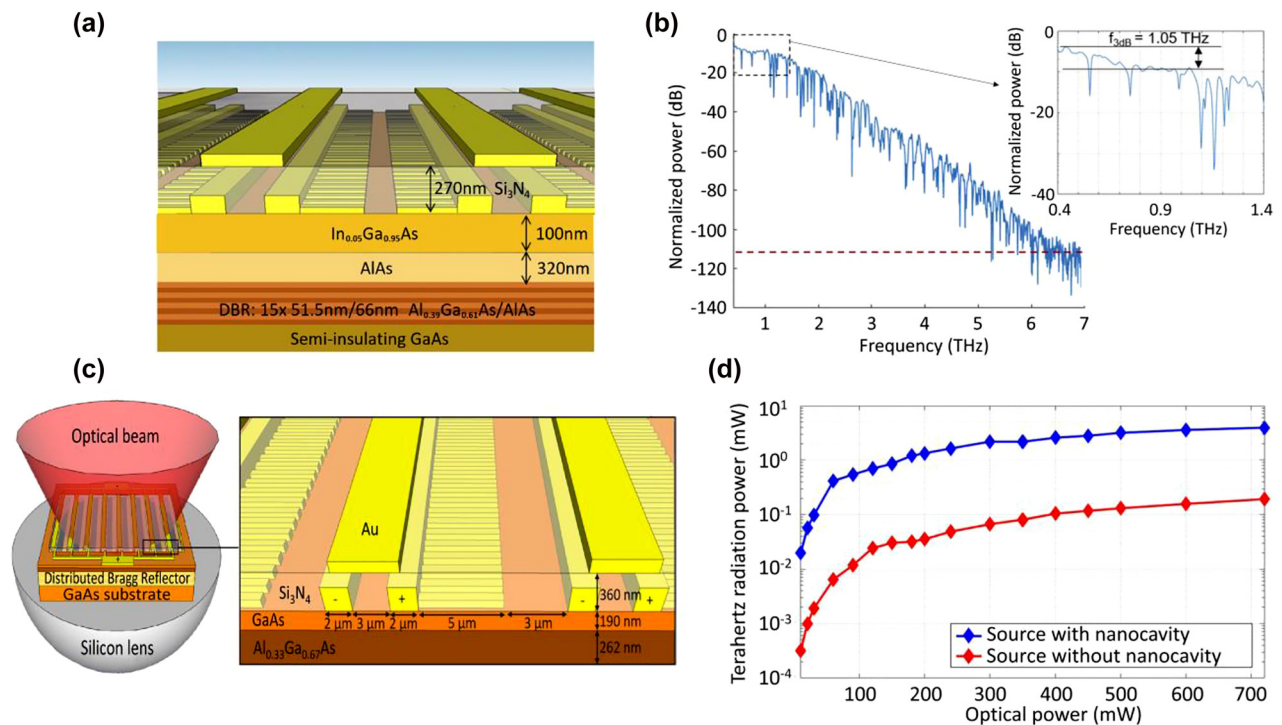 (a)
270nm Si₃N₄
In₀.₀₅Ga₀.₉₅As
100nm
AlAs
320nm
DBR: 15x 51.5nm/66nm Al₀.₃₉Ga₀.₆₁As/AlAs
Semi-insulating GaAs
(b)
Normalized power (dB)
0
-20
-40
-60
-80
-100
-120
-140
1
2
3
4
5
6
7
Frequency (THz)
f3dB = 1.05 THz
Normalized power (dB)
0
-20
-40
0.4
0.9
1.4
Frequency (THz)
(c)
Optical beam
+
Distributed Bragg Reflector
GaAs substrate
Silicon lens
Au
Si₃N₄
-
+
-
+
360 nm
GaAs
2 μm
3 μm
2 μm
5 μm
3 μm
190 nm
Al₀.₃₃Ga₀.₆₇As
262 nm
(d)
Terahertz radiation power (mW)
10¹
10⁰
10⁻¹
10⁻²
10⁻³
10⁻⁴
100
200
300
400
500
600
700
Optical power (mW)
Source with nanocavity
Source without nanocavity